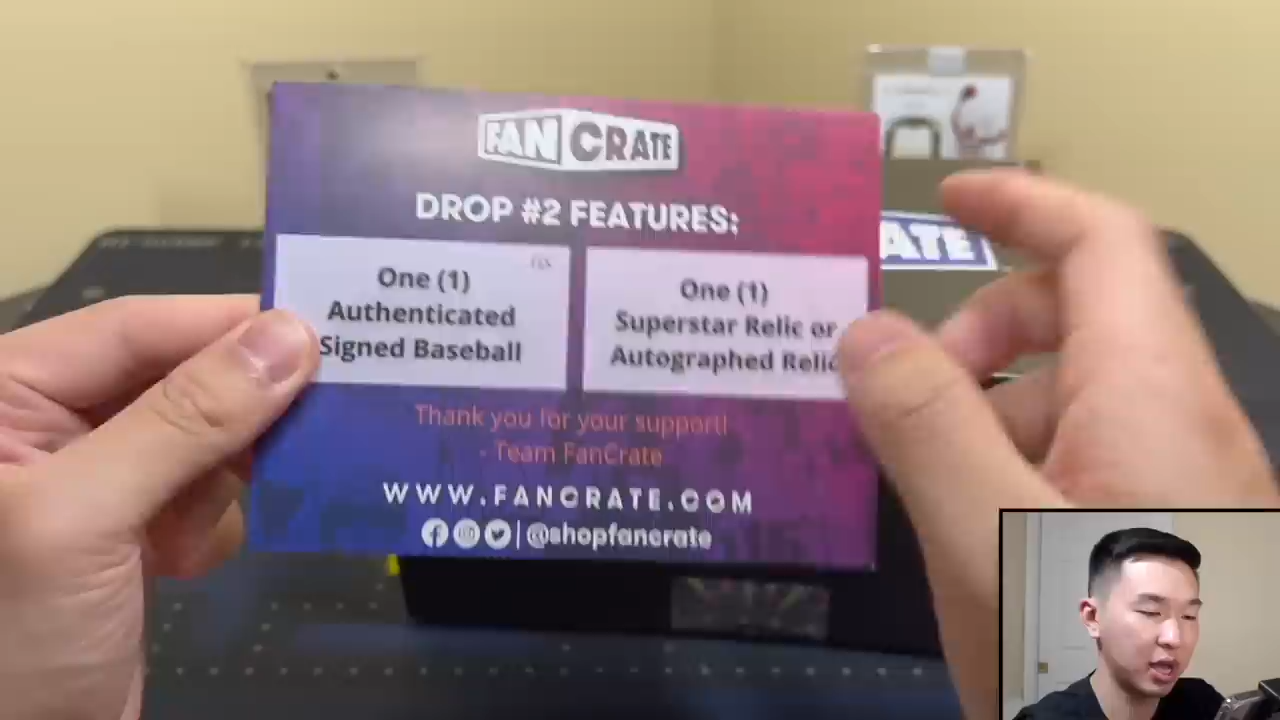 FAN CRATE
DROP #2 FEATURES:
One (1)
Authenticated
Signed Baseball
One (1)
Superstar Relic or
Autographed Relic
Thank you for your support!
- Team FanCrate
WWW.FANCRATE.COM
| @shopfancrate
ATE